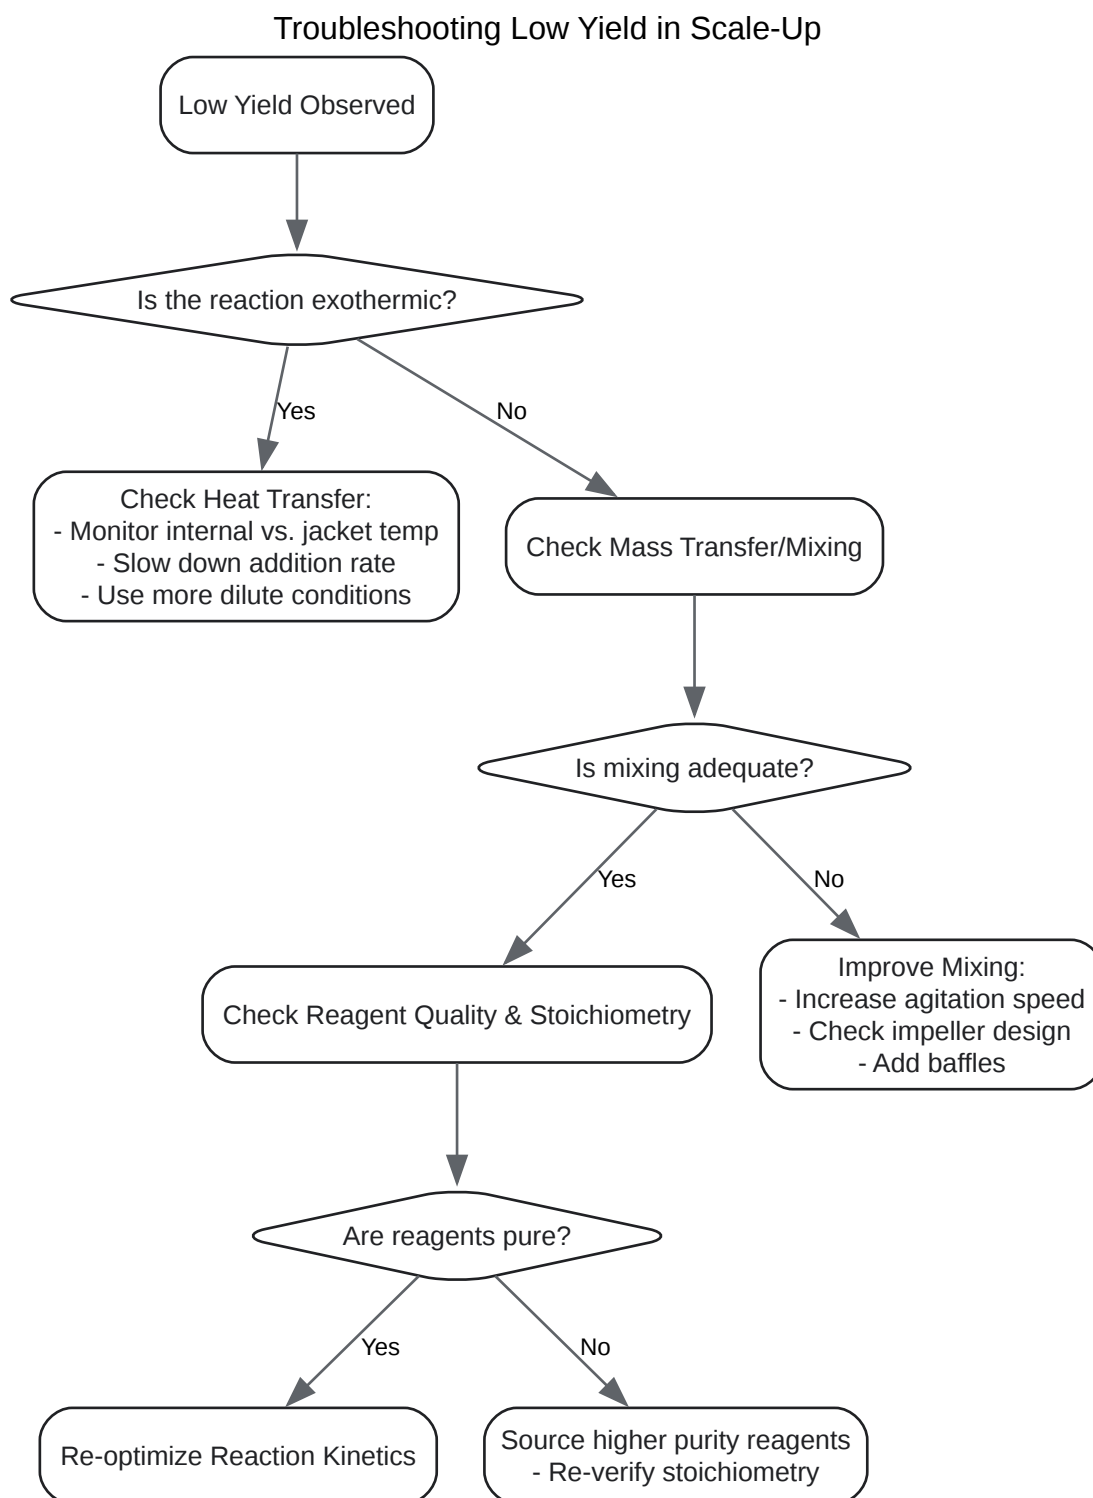 Troubleshooting Low Yield in Scale-Up
Low Yield Observed
Is the reaction exothermic?
Yes
No
Check Heat Transfer:
- Monitor internal vs. jacket temp
- Slow down addition rate
- Use more dilute conditions
Check Mass Transfer/Mixing
Is mixing adequate?
Yes
No
Check Reagent Quality & Stoichiometry
Improve Mixing:
- Increase agitation speed
- Check impeller design
- Add baffles
Are reagents pure?
Yes
No
Re-optimize Reaction Kinetics
Source higher purity reagents
- Re-verify stoichiometry